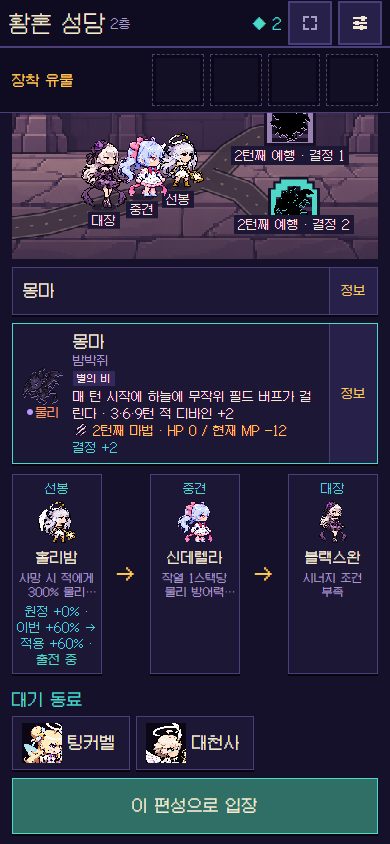 황혼 성당 2층
◆ 2
장착 유물
2턴째 예행 · 결정 1
2턴째 예행 · 결정 2
대장
중견
선봉
몽마
정보
몽마
밤박쥐
별의 비
매 턴 시작에 하늘에 무작위 필드 버프가 걸
린다 · 3·6·9턴 적 디바인 +2
2턴째 마법 · HP 0 / 현재 MP -12
결정 +2
물리
정보
선봉
홀리밤
사망 시 적에게
300% 물리…
원정 +0% ·
이번 +60% →
적용 +60% ·
출전 중
→
중견
신데렐라
작열 1스택당
물리 방어력…
→
대장
블랙스완
시너지 조건
부족
대기 동료
팅커벨
대천사
이 편성으로 입장